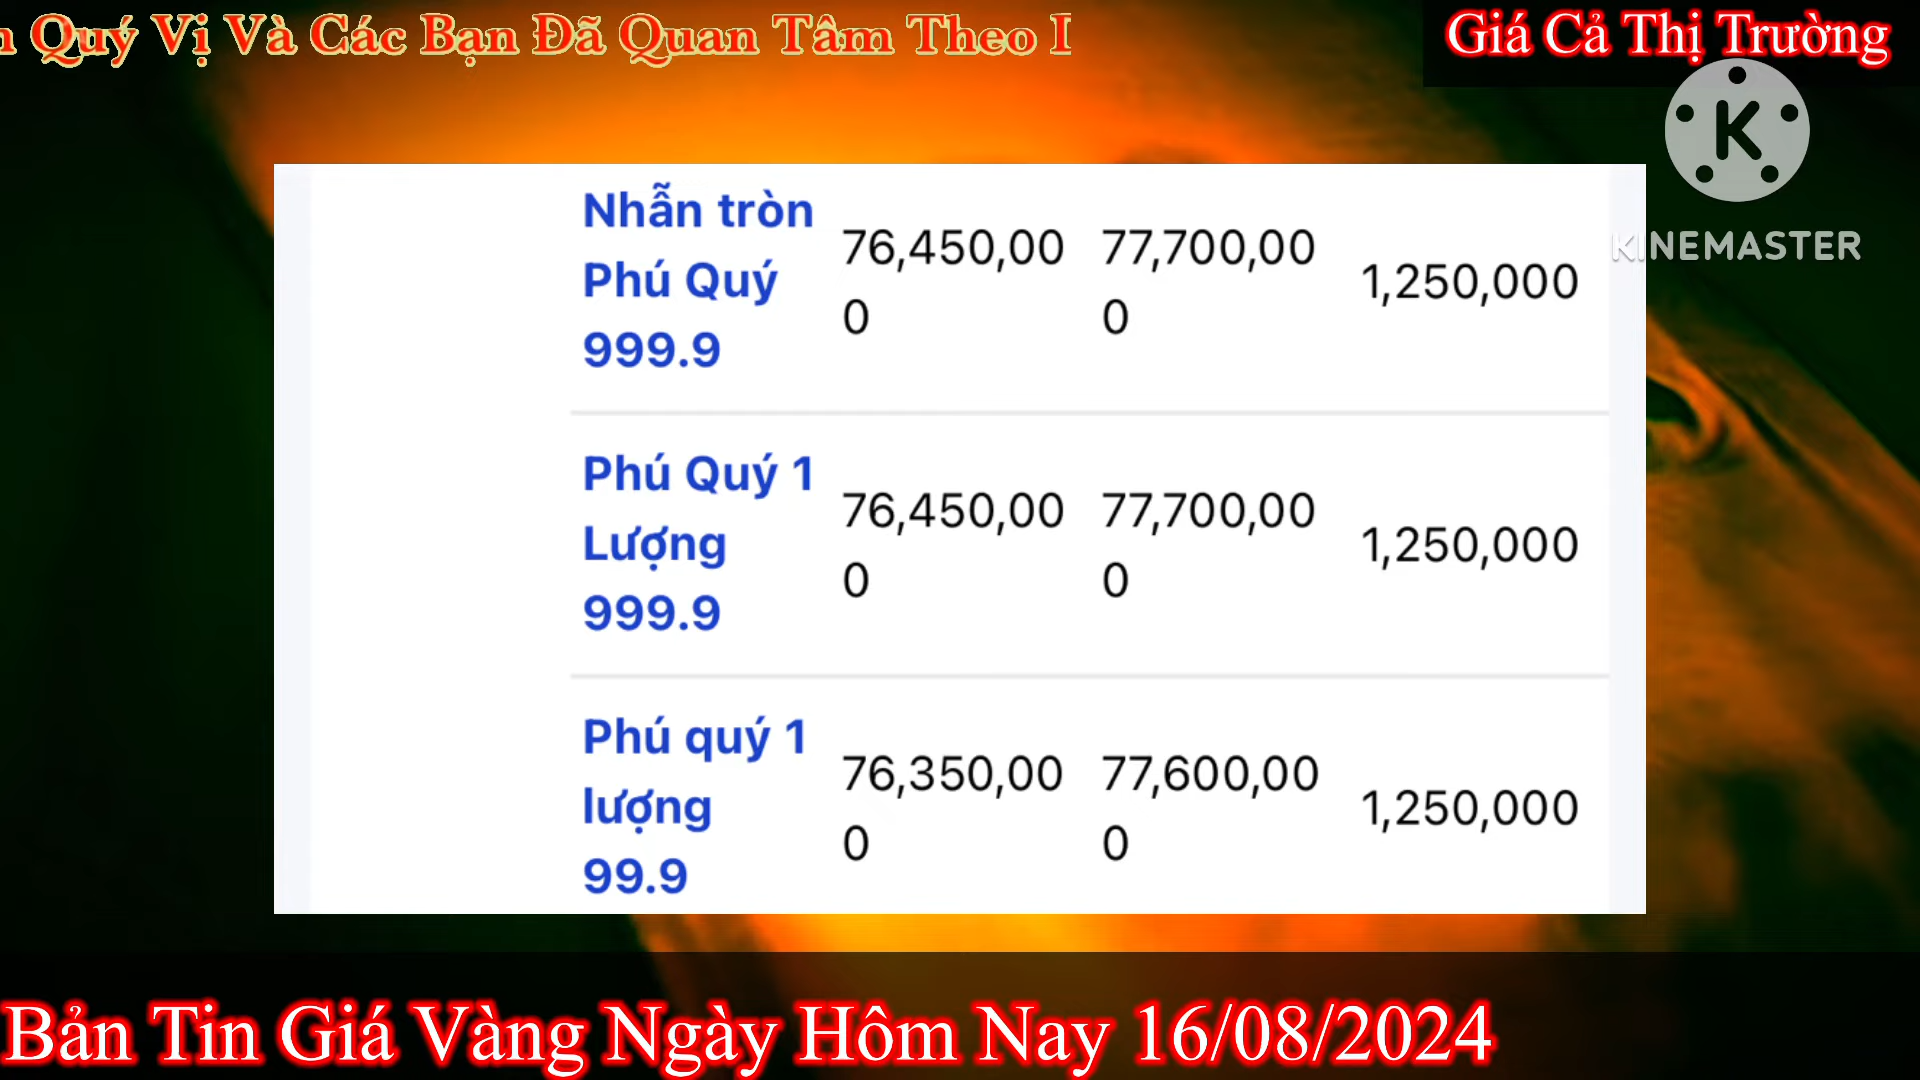 Quý Vị Và Các Bạn Đã Quan Tâm Theo
Giá Cả Thị Trường
K
KINEMASTER
Nhẫn tròn
Phú Quý
999.9
76,450,00
0
77,700,00
0
1,250,000
Phú Quý 1
Lượng
999.9
76,450,00
0
77,700,00
0
1,250,000
Phú quý 1
lượng
99.9
76,350,00
0
77,600,00
0
1,250,000
Bản Tin Giá Vàng Ngày Hôm Nay 16/08/2024